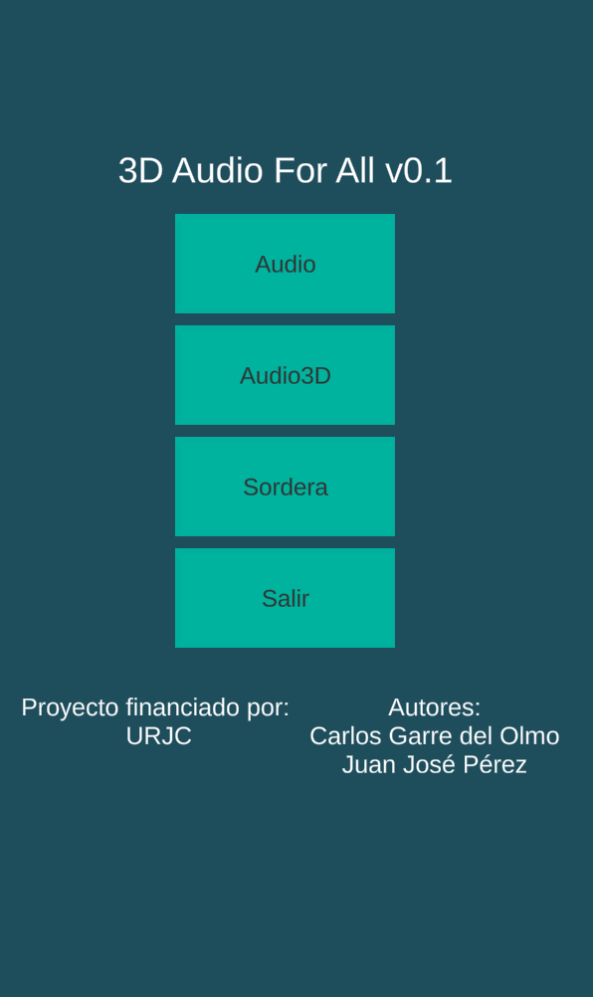 3D Audio For All v0.1
Audio
Audio3D
Sordera
Salir
Proyecto financiado por:
URJC
Autores:
Carlos Garre del Olmo
Juan José Pérez